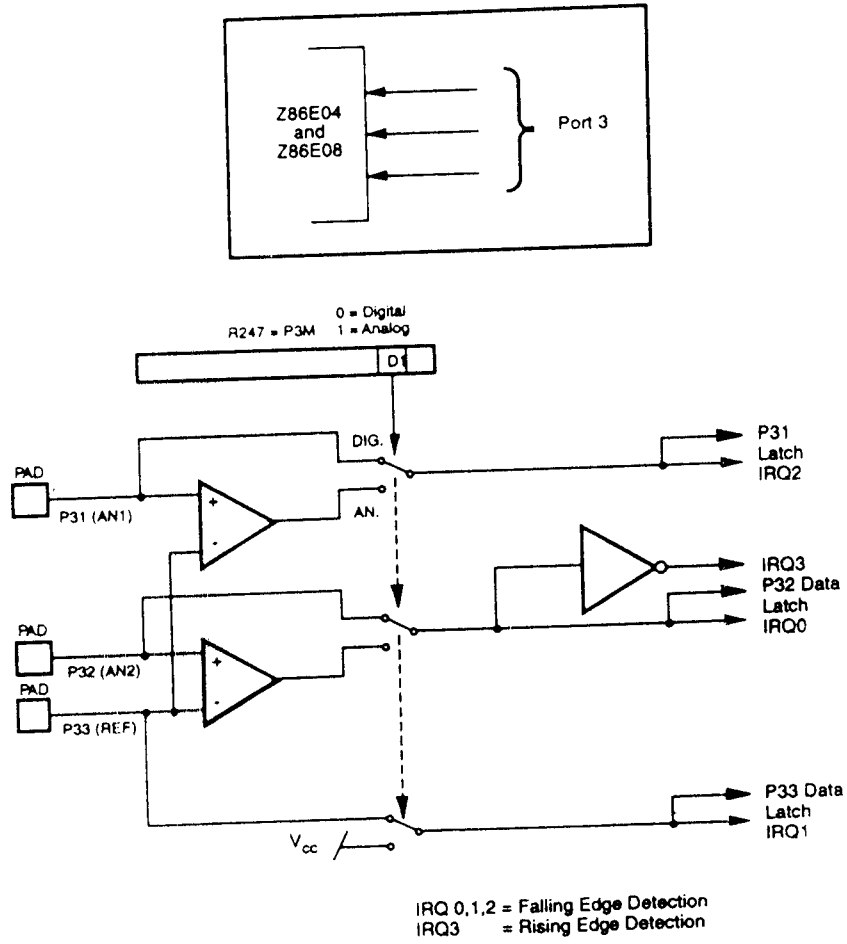 Z86E04
and
Z86E08
Port 3
0 = Digital
R247 = P3M 1 = Analog
D1
DIG.
P31
Latch
IRQ2
PAD
P31 (AN1)
+
-
AN.
IRQ3
P32 Data
Latch
IRQ0
PAD
P32 (AN2)
+
-
PAD
P33 (REF)
P33 Data
Latch
IRQ1
VCC
IRQ 0,1,2 = Falling Edge Detection
IRQ3 = Rising Edge Detection